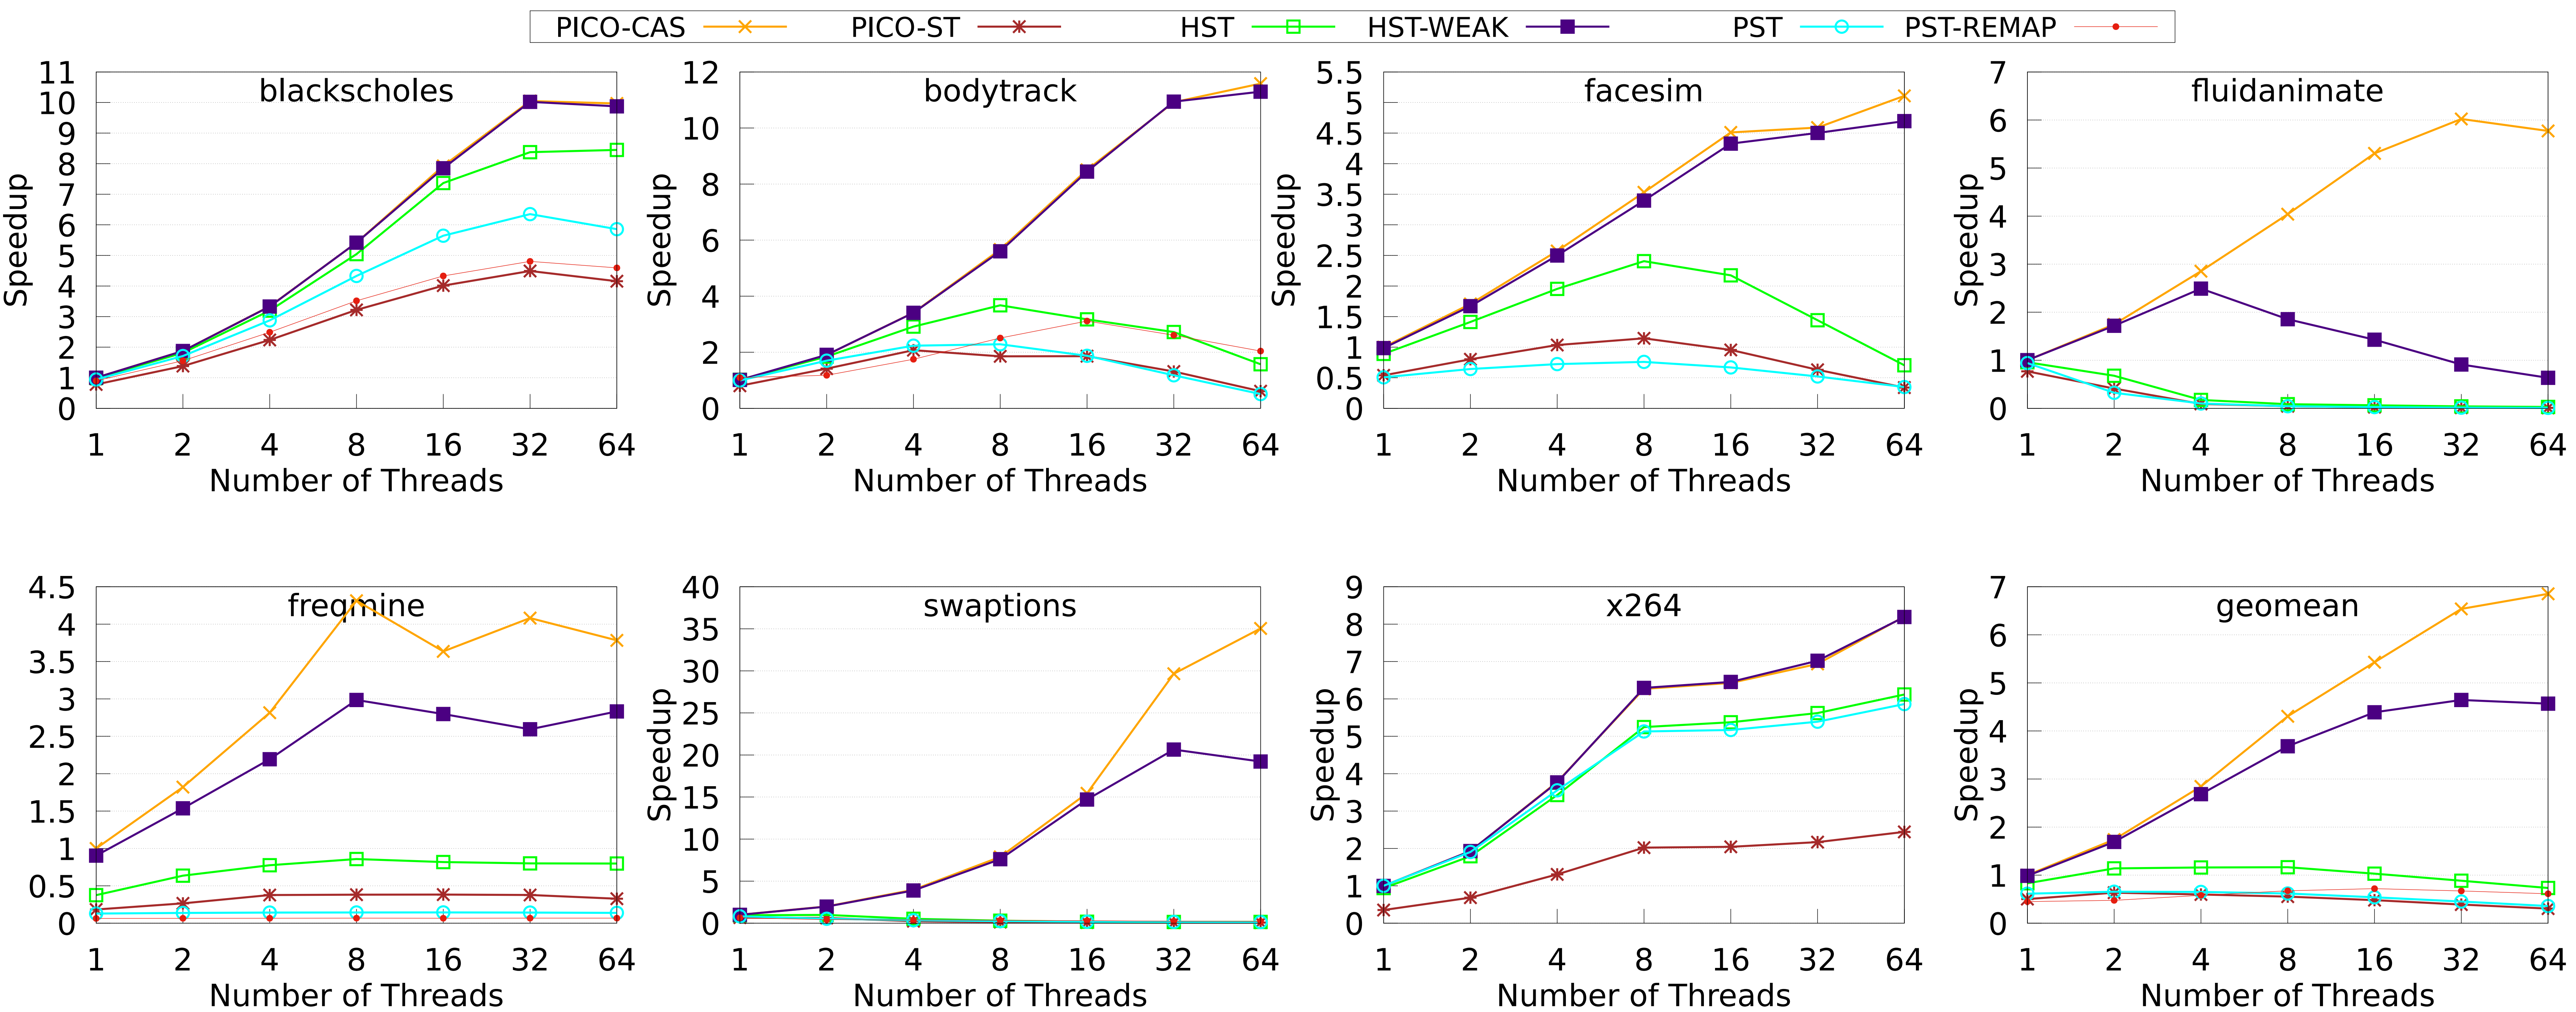 PICO-CAS PICO-ST HST HST-WEAK PST PST-REMAP
blackscholes
Speedup
11
10
9
8
7
6
5
4
3
2
1
0
1 2 4 8 16 32 64
Number of Threads
bodytrack
Speedup
12
10
8
6
4
2
0
1 2 4 8 16 32 64
Number of Threads
facesim
Speedup
5.5
5
4.5
4
3.5
3
2.5
2
1.5
1
0.5
0
1 2 4 8 16 32 64
Number of Threads
fluidanimate
Speedup
7
6
5
4
3
2
1
0
1 2 4 8 16 32 64
Number of Threads
freqmine
4.5
4
3.5
3
2.5
2
1.5
1
0.5
0
1 2 4 8 16 32 64
Number of Threads
swaptions
Speedup
40
35
30
25
20
15
10
5
0
1 2 4 8 16 32 64
Number of Threads
x264
Speedup
9
8
7
6
5
4
3
2
1
0
1 2 4 8 16 32 64
Number of Threads
geomean
Speedup
7
6
5
4
3
2
1
0
1 2 4 8 16 32 64
Number of Threads